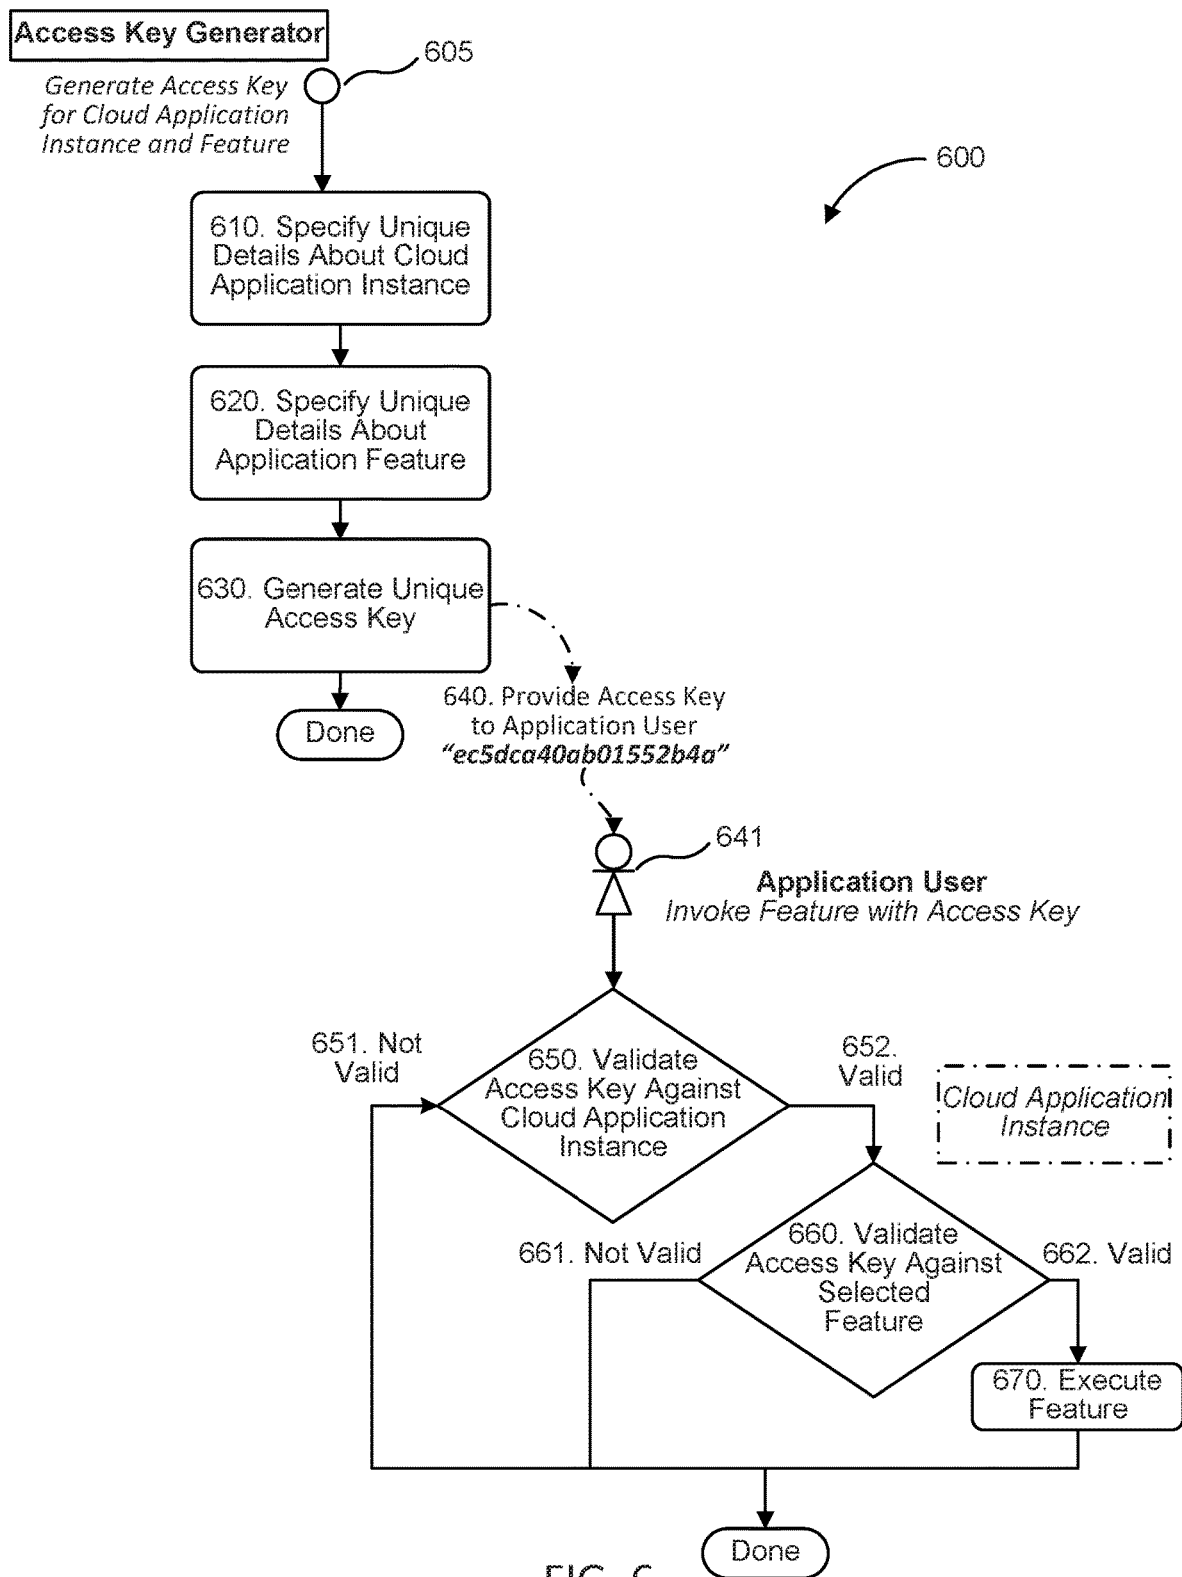 Access Key Generator
605
Generate Access Key
for Cloud Application
Instance and Feature
600
610. Specify Unique
Details About Cloud
Application Instance
620. Specify Unique
Details About
Application Feature
630. Generate Unique
Access Key
Done
640. Provide Access Key
to Application User
“ec5dca40ab01552b4a”
641
Application User
Invoke Feature with Access Key
651. Not
Valid
650. Validate
Access Key Against
Cloud Application
Instance
652.
Valid
Cloud Application
Instance
661. Not Valid
660. Validate
Access Key Against
Selected
Feature
662. Valid
670. Execute
Feature
Done